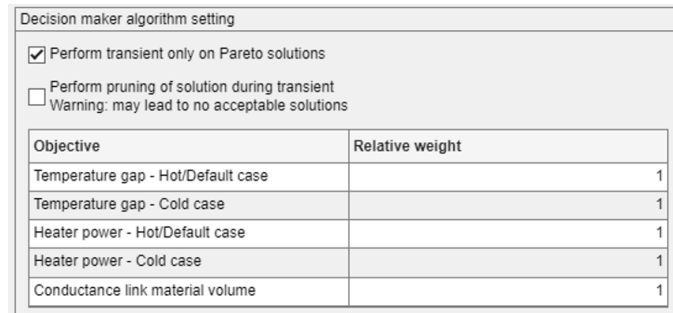 Decision maker algorithm setting
Perform transient only on Pareto solutions
Perform pruning of solution during transient
Warning: may lead to no acceptable solutions
Objective Relative weight
Temperature gap - Hot/Default case 1
Temperature gap - Cold case 1
Heater power - Hot/Default case 1
Heater power - Cold case 1
Conductance link material volume 1